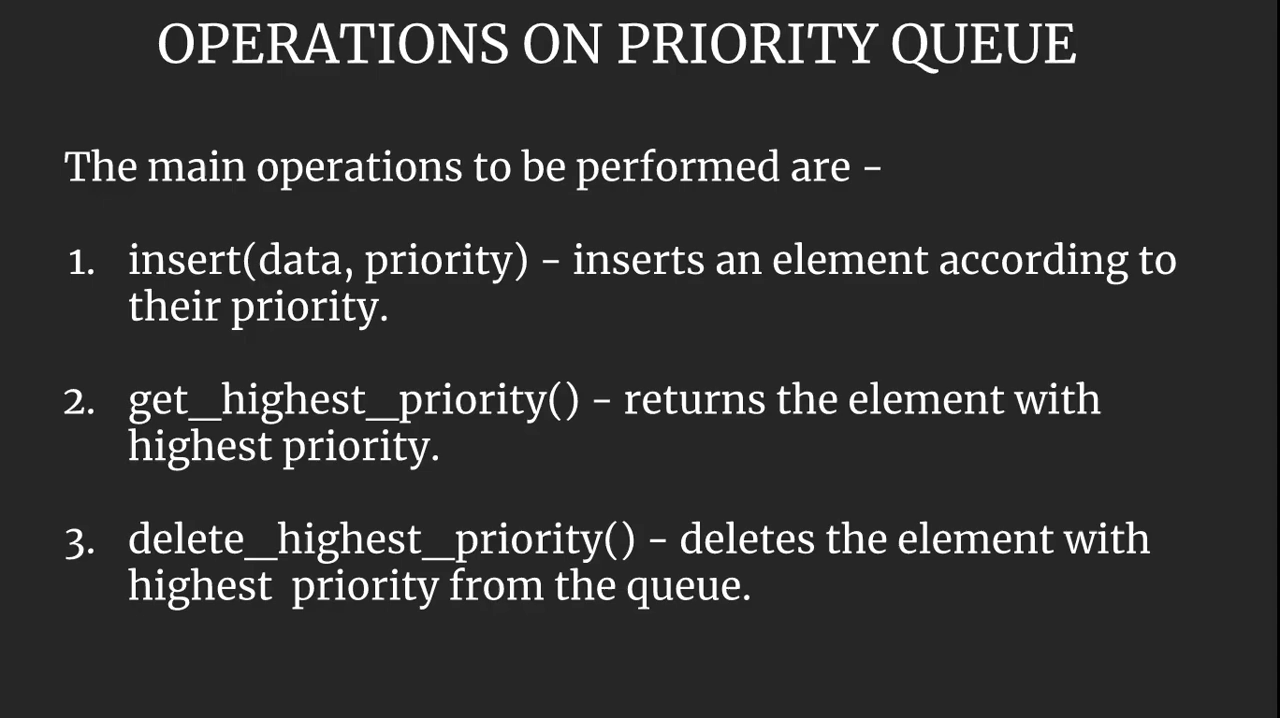 OPERATIONS ON PRIORITY QUEUE
The main operations to be performed are -
1. insert(data, priority) - inserts an element according to
their priority.
2. get_highest_priority() - returns the element with
highest priority.
3. delete_highest_priority() - deletes the element with
highest  priority from the queue.